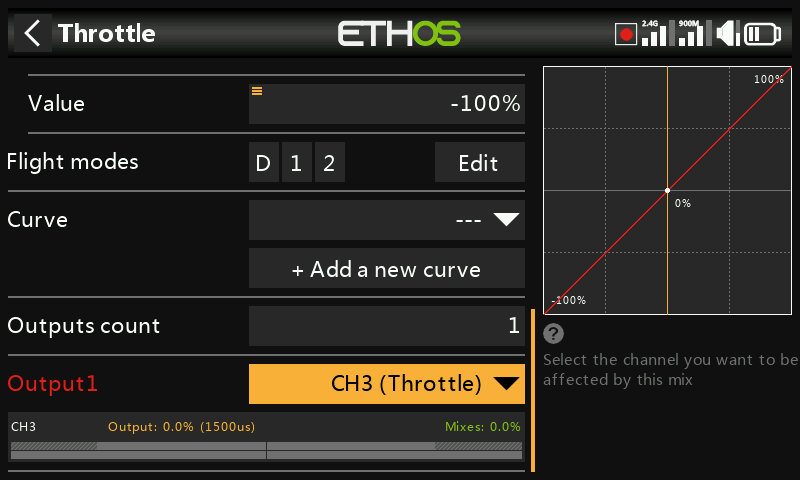 Throttle
ETHOS
2.4G 900M
Value
-100%
Flight modes
D 1 2
Edit
Curve
---
+ Add a new curve
Outputs count
1
Output1
CH3 (Throttle)
CH3
Output: 0.0% (1500us)
Mixes: 0.0%
100%
0%
-100%
?
Select the channel you want to be
affected by this mix